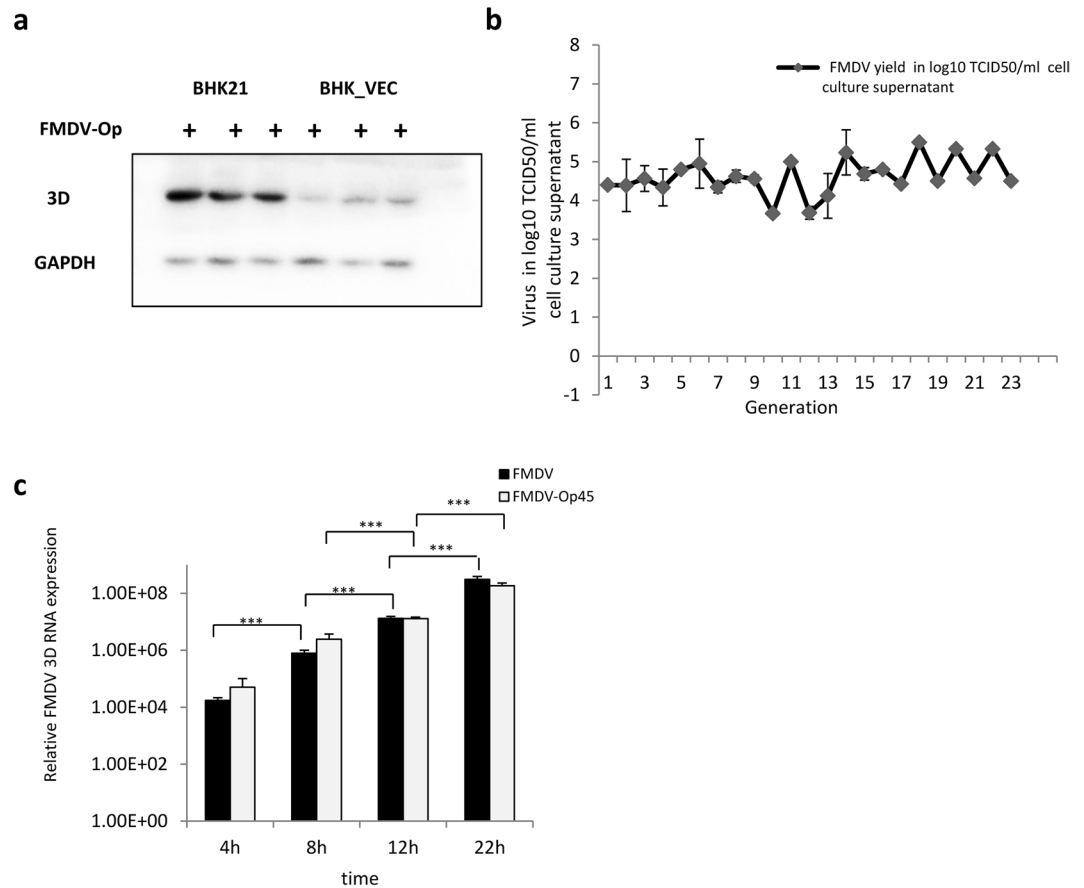 a
BHK21 BHK_VEC
FMDV-Op + + + + + +
3D
GAPDH
b
8
7
6
5
4
3
2
1
0
-1
FMDV yield in log10 TCID50/ml cell
culture supernatant
Virus in log10 TCID50/ml
cell culture supernatant
1 3 5 7 9 11 13 15 17 19 21 23
Generation
c
FMDV
FMDV-Op45
Relative FMDV 3D RNA expression
1.00E+08
1.00E+06
1.00E+04
1.00E+02
1.00E+00
***
***
***
***
***
4h 8h 12h 22h
time